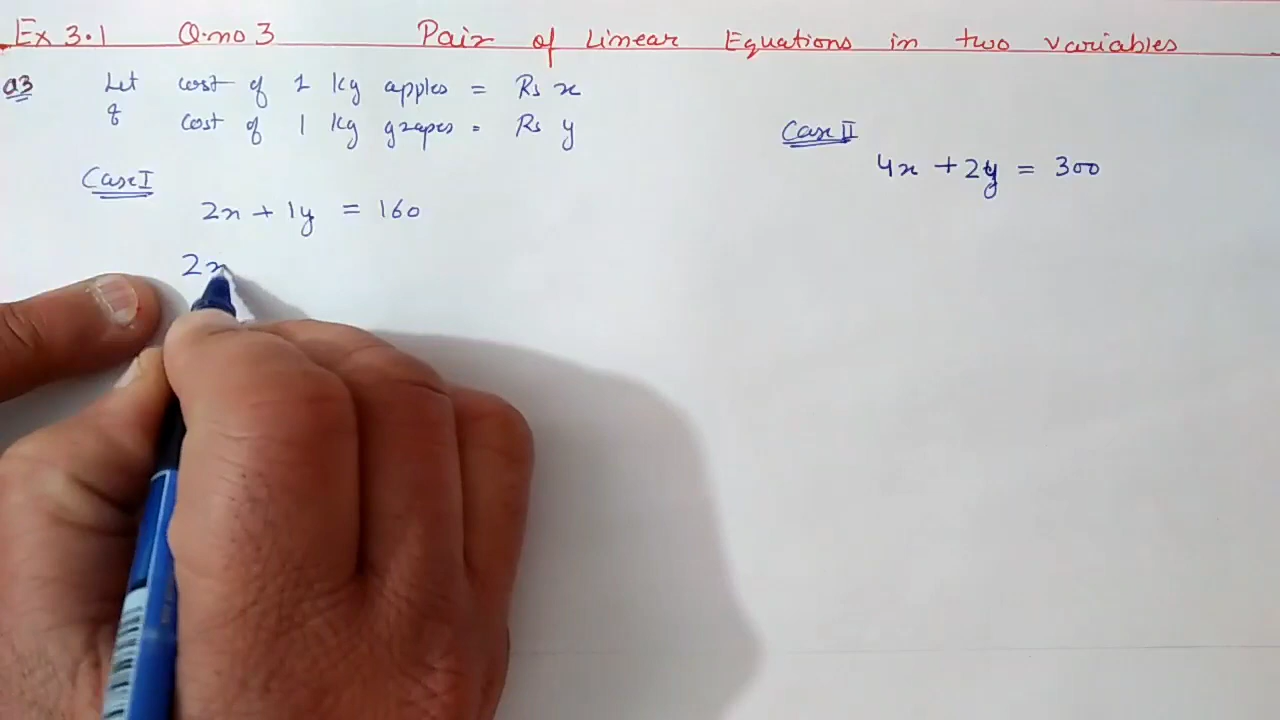 Ex 3.1 Q.no 3 Pair of Linear Equations in two variables
Q3 Let cost of 1 kg apples = Rs x
& cost of 1 kg grapes = Rs y
Case I
2x + 1y = 160
2x
Case II
4x + 2y = 300